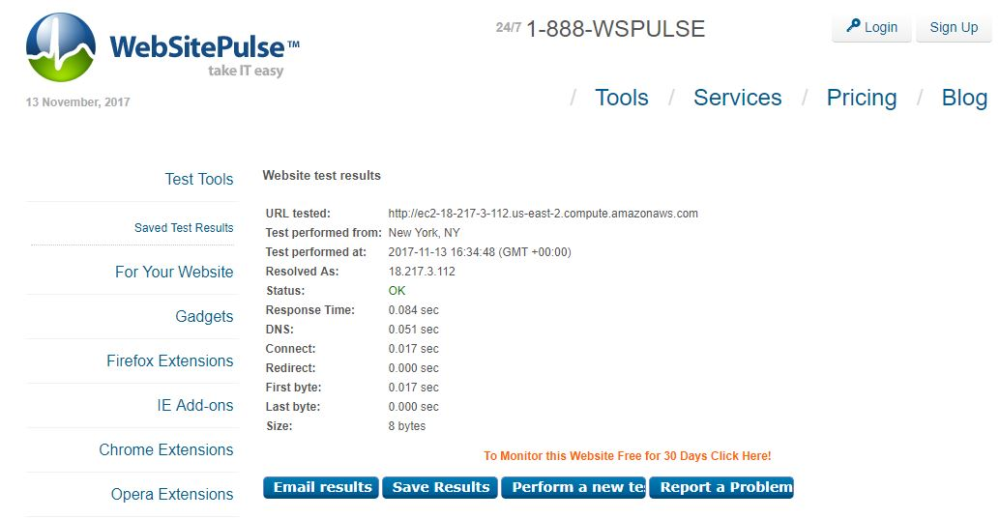 WebSitePulse™
take IT easy
24/7 1-888-WSPULSE
Login
Sign Up
13 November, 2017
/ Tools / Services / Pricing / Blog
Test Tools
Saved Test Results
For Your Website
Gadgets
Firefox Extensions
IE Add-ons
Chrome Extensions
Opera Extensions
Website test results
URL tested: http://ec2-18-217-3-112.us-east-2.compute.amazonaws.com
Test performed from: New York, NY
Test performed at: 2017-11-13 16:34:48 (GMT +00:00)
Resolved As: 18.217.3.112
Status: OK
Response Time: 0.084 sec
DNS: 0.051 sec
Connect: 0.017 sec
Redirect: 0.000 sec
First byte: 0.017 sec
Last byte: 0.000 sec
Size: 8 bytes
To Monitor this Website Free for 30 Days Click Here!
Email results Save Results Perform a new te Report a Problem